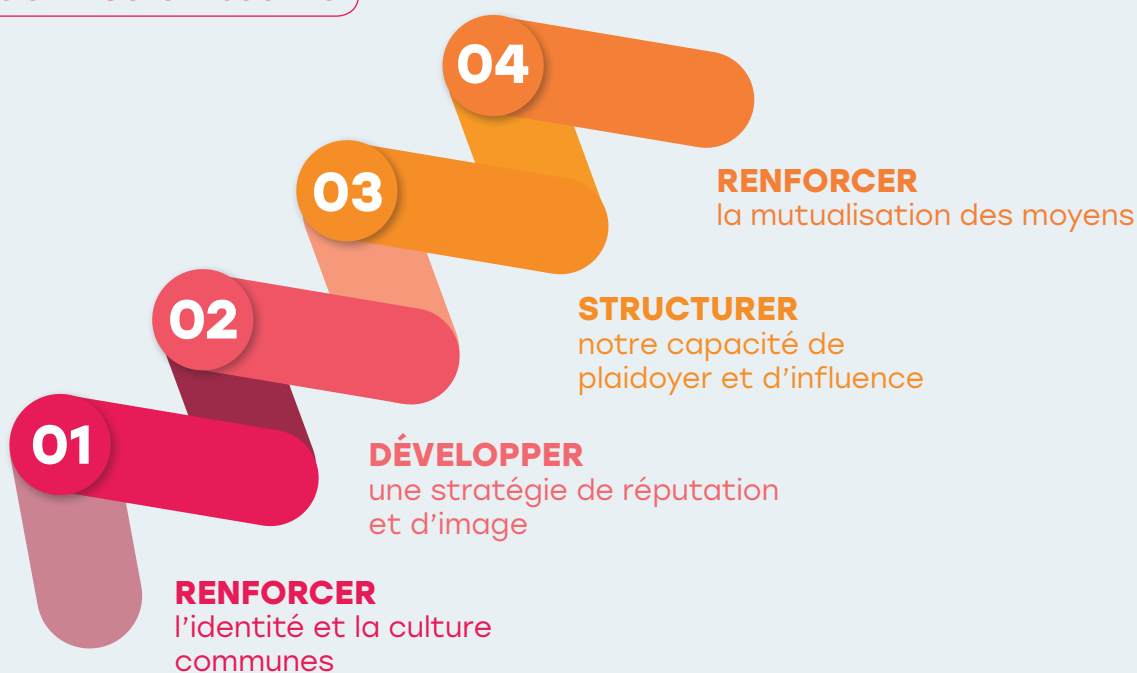 04
RENFORCER
la mutualisation des moyens
03
STRUCTURER
notre capacité de
plaidoyer et d'influence
02
DÉVELOPPER
une stratégie de réputation
et d'image
01
RENFORCER
l'identité et la culture
communes